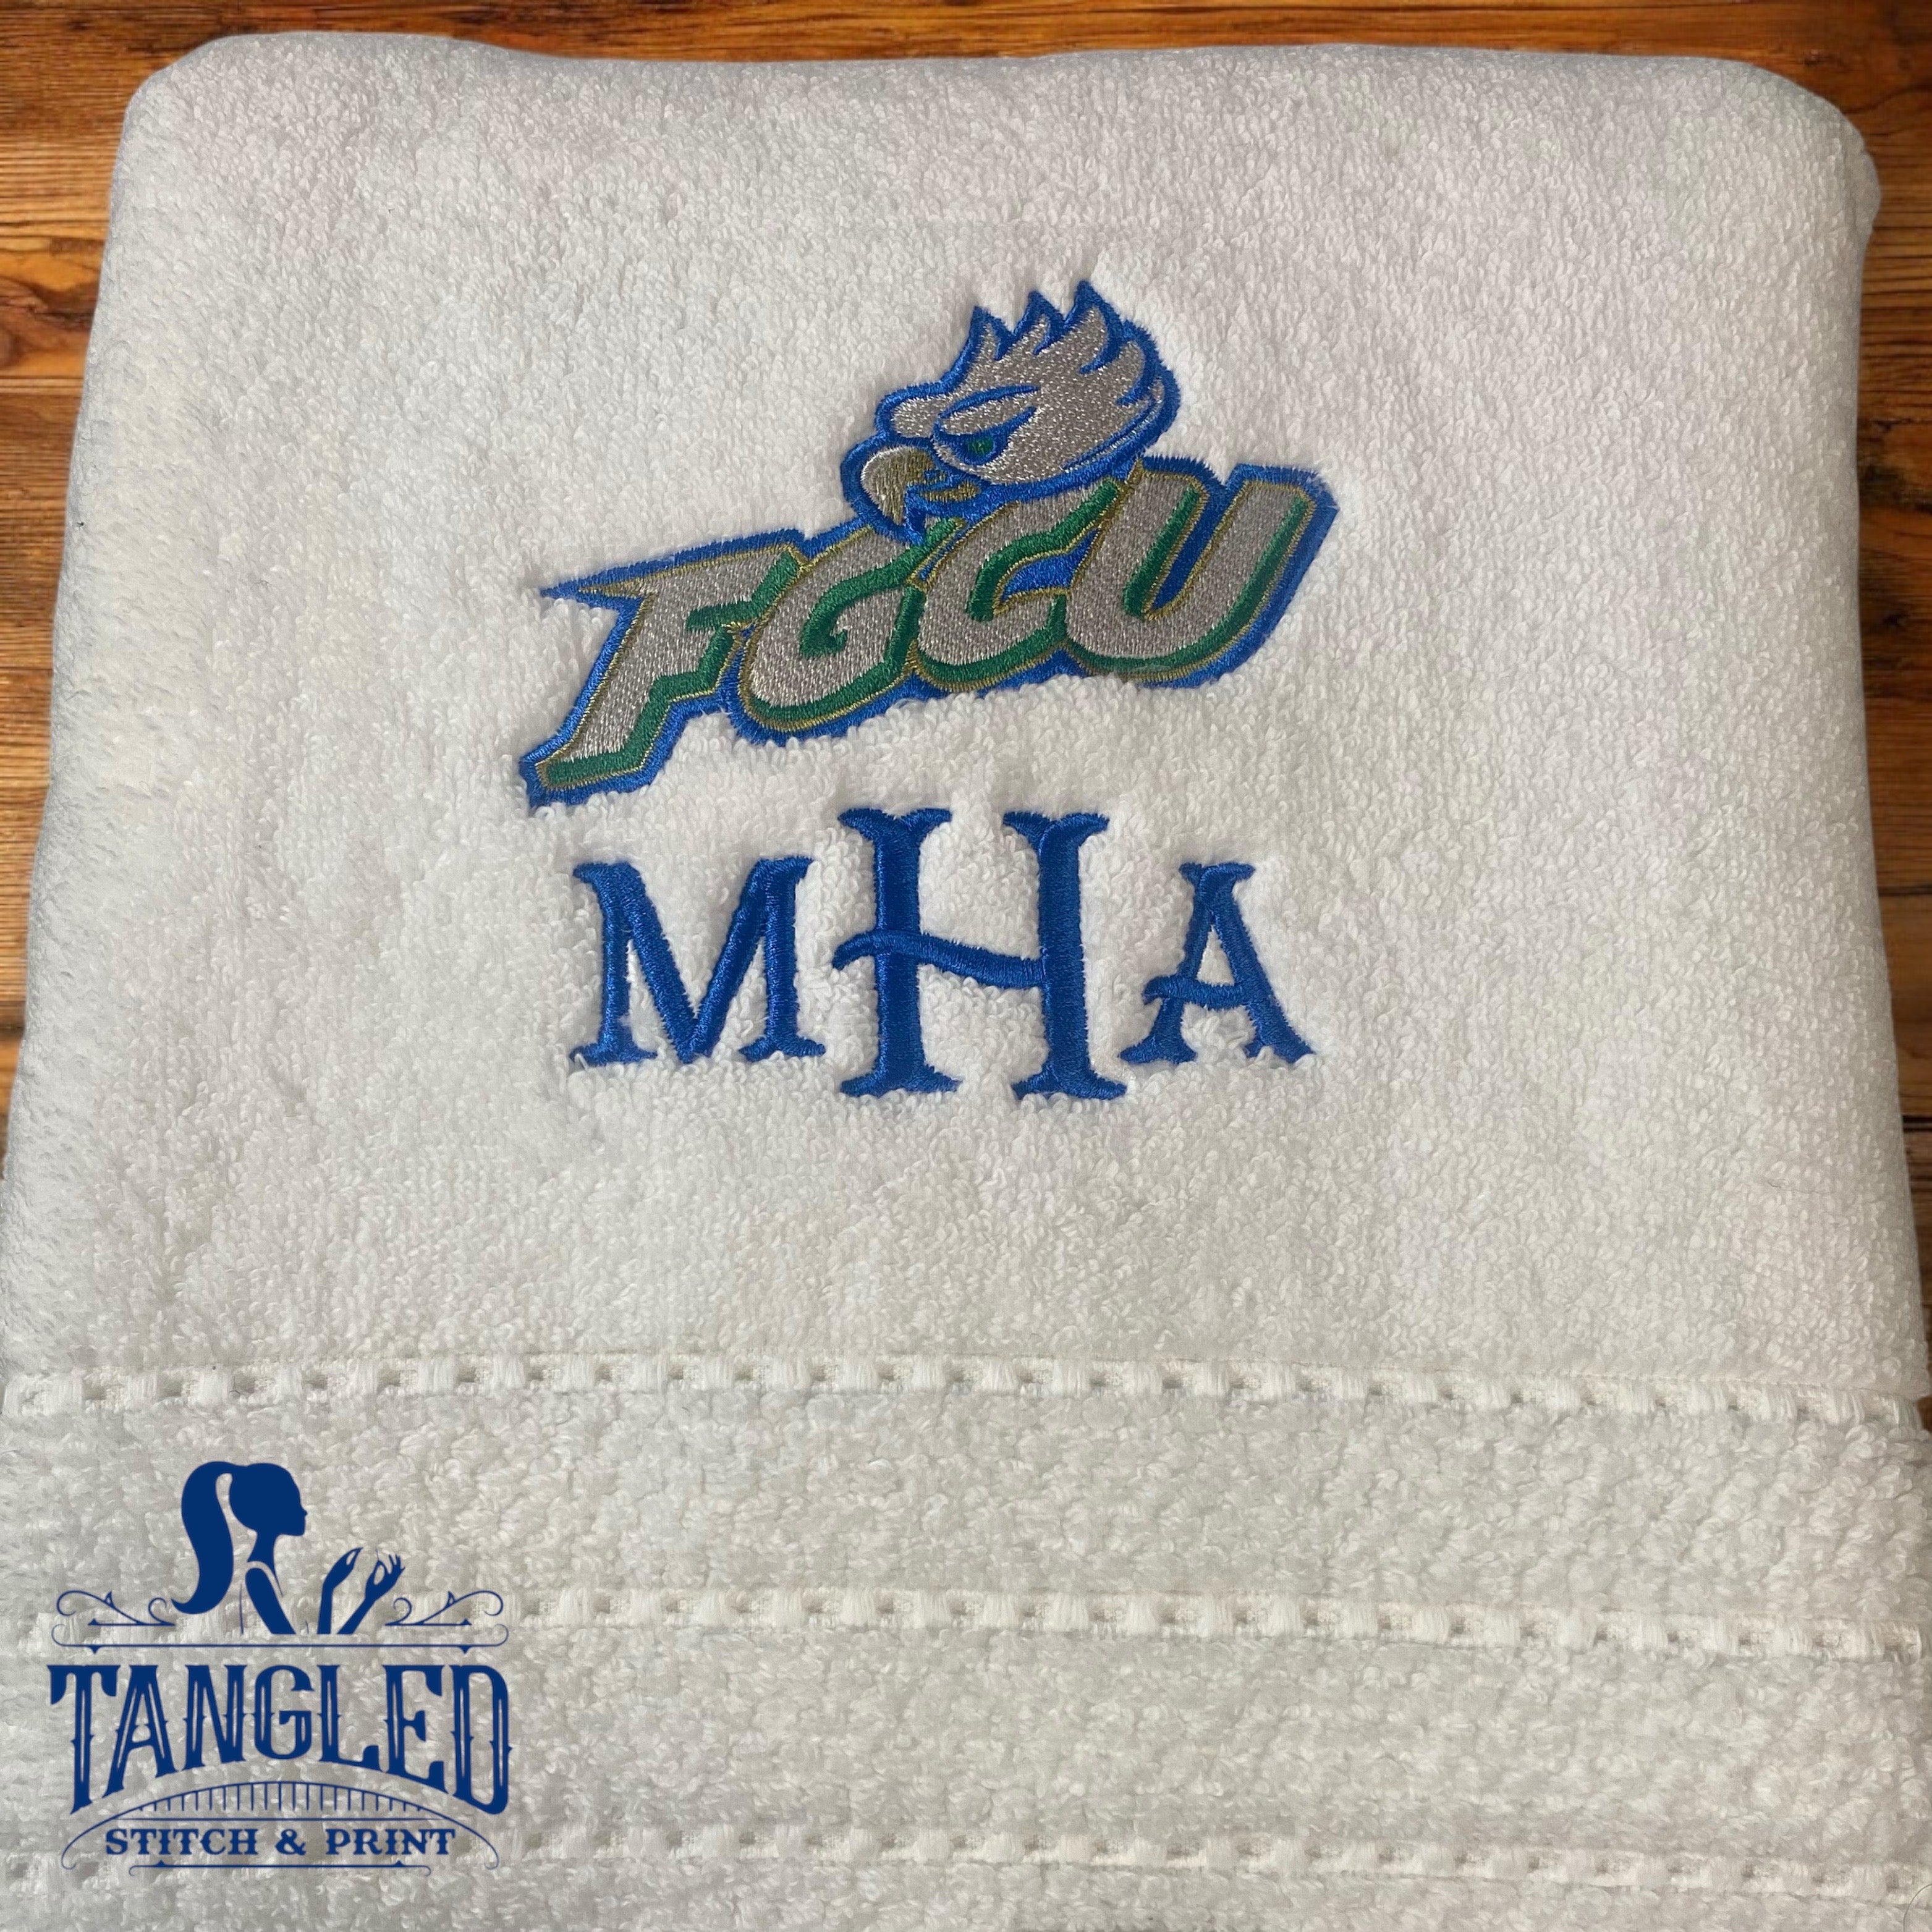 FGCU
MHA
TANGLED
STITCH & PRINT